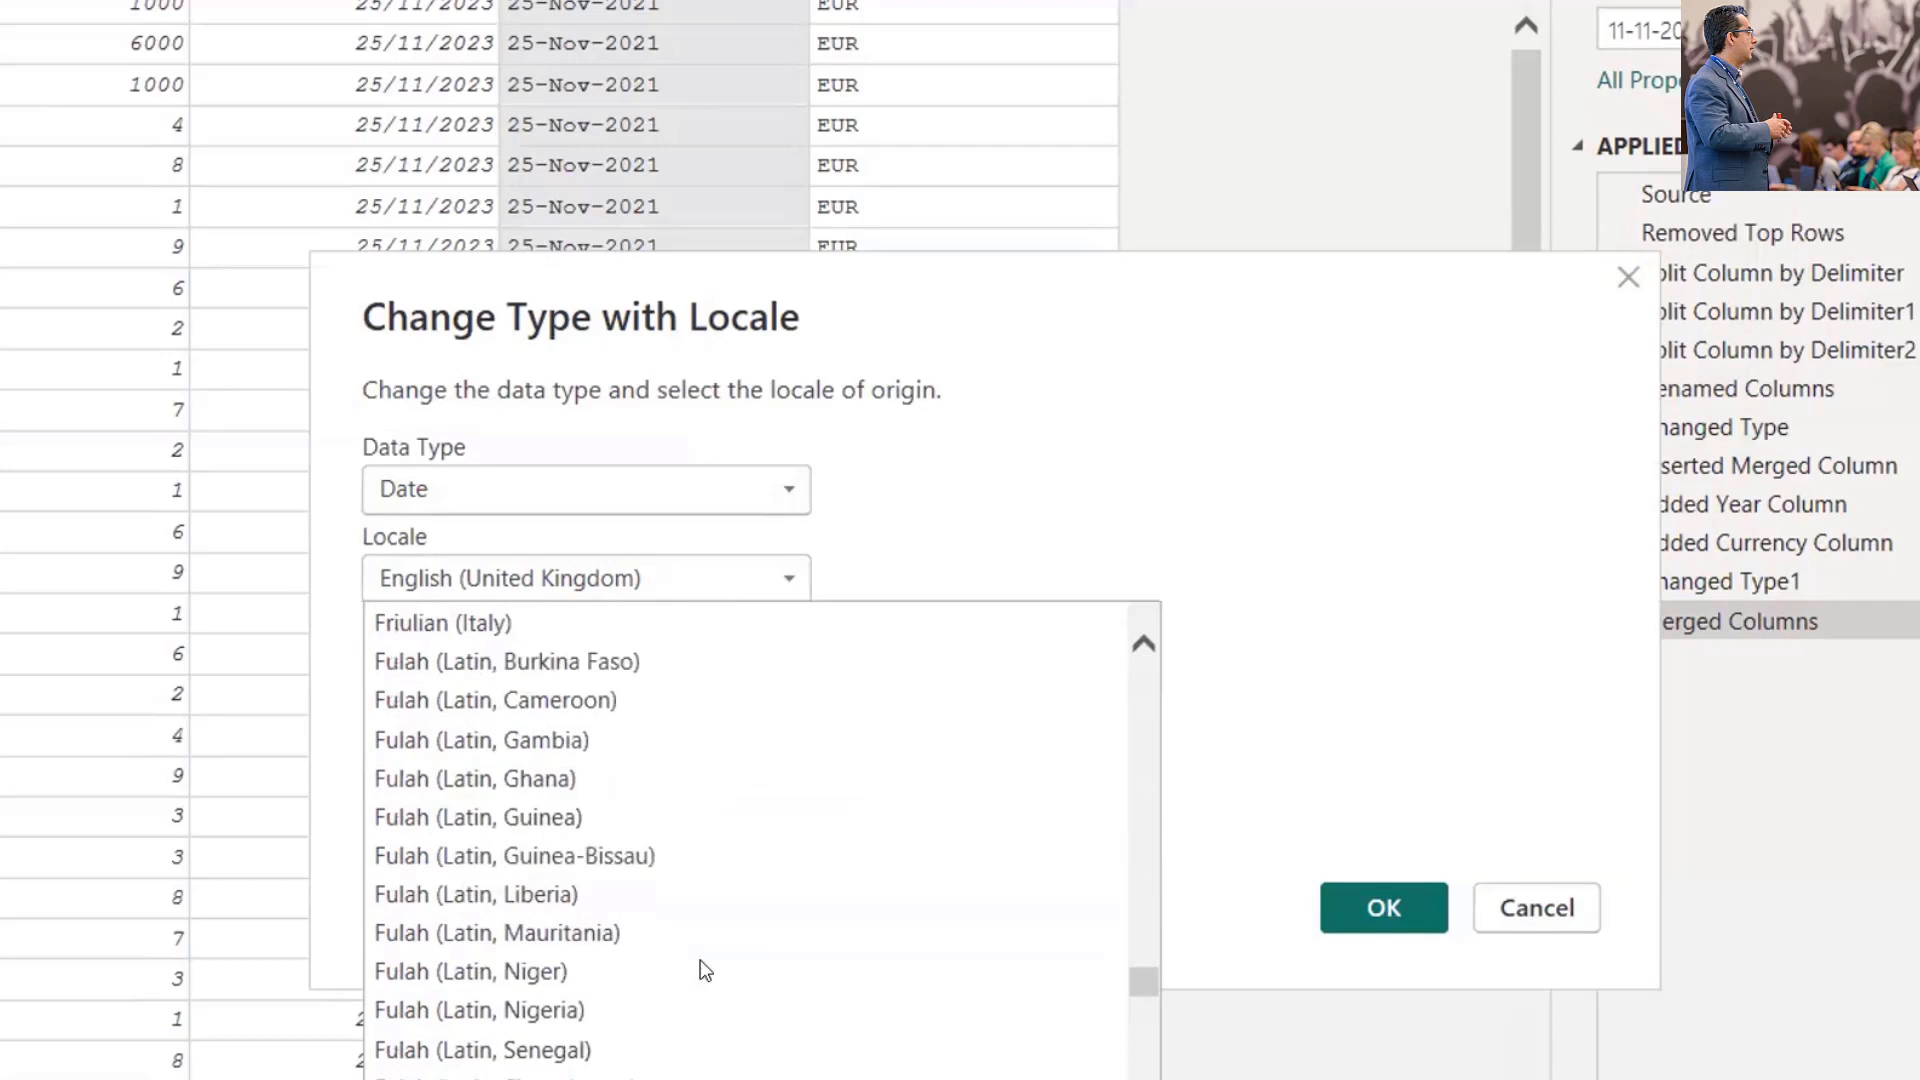 1000 25/11/2023 25-Nov-2021 EUR
6000 25/11/2023 25-Nov-2021 EUR
1000 25/11/2023 25-Nov-2021 EUR
4 25/11/2023 25-Nov-2021 EUR
8 25/11/2023 25-Nov-2021 EUR
1 25/11/2023 25-Nov-2021 EUR
9 25/11/2023 25-Nov-2021 EUR
6
2
1
7
2
1
6
9
1
6
2
4
9
3
3
8
7
3
1 2
8 2
Change Type with Locale
Change the data type and select the locale of origin.
Data Type
Date
Locale
English (United Kingdom)
Friulian (Italy)
Fulah (Latin, Burkina Faso)
Fulah (Latin, Cameroon)
Fulah (Latin, Gambia)
Fulah (Latin, Ghana)
Fulah (Latin, Guinea)
Fulah (Latin, Guinea-Bissau)
Fulah (Latin, Liberia)
Fulah (Latin, Mauritania)
Fulah (Latin, Niger)
Fulah (Latin, Nigeria)
Fulah (Latin, Senegal)
OK
Cancel
11-11-20
All Prop
APPLIED
Source
Removed Top Rows
plit Column by Delimiter
plit Column by Delimiter1
plit Column by Delimiter2
enamed Columns
hanged Type
serted Merged Column
dded Year Column
dded Currency Column
hanged Type1
erged Columns